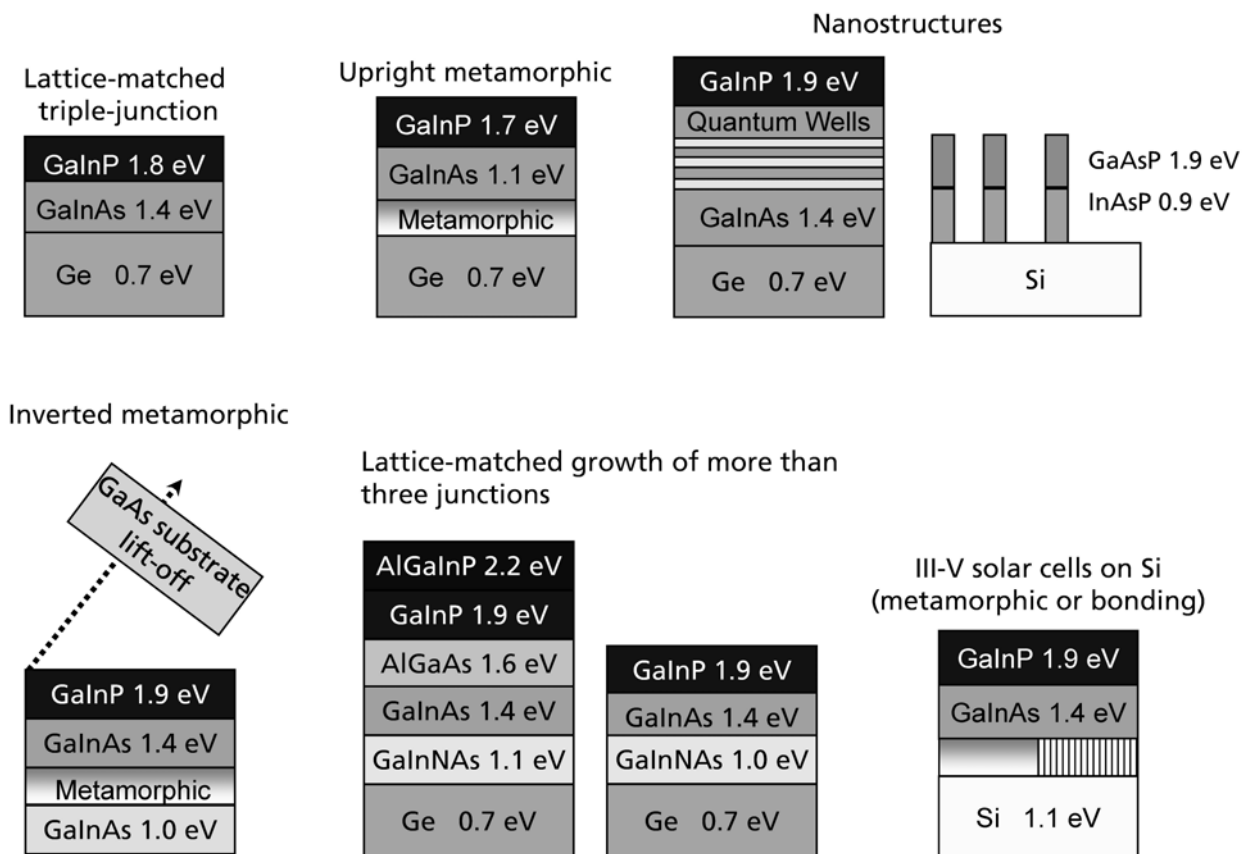 Nanostructures
Lattice-matched
triple-junction
GaInP 1.8 eV
GaInAs 1.4 eV
Ge 0.7 eV
Upright metamorphic
GaInP 1.7 eV
GaInAs 1.1 eV
Metamorphic
Ge 0.7 eV
GaInP 1.9 eV
Quantum Wells
GaInAs 1.4 eV
Ge 0.7 eV
GaAsP 1.9 eV
InAsP 0.9 eV
Si
Inverted metamorphic
GaAs substrate
lift-off
GaInP 1.9 eV
GaInAs 1.4 eV
Metamorphic
GaInAs 1.0 eV
Lattice-matched growth of more than
three junctions
AlGaInP 2.2 eV
GaInP 1.9 eV
AlGaAs 1.6 eV
GaInAs 1.4 eV
GaInNAs 1.1 eV
Ge 0.7 eV
GaInP 1.9 eV
GaInAs 1.4 eV
GaInNAs 1.0 eV
Ge 0.7 eV
III-V solar cells on Si
(metamorphic or bonding)
GaInP 1.9 eV
GaInAs 1.4 eV
Si 1.1 eV